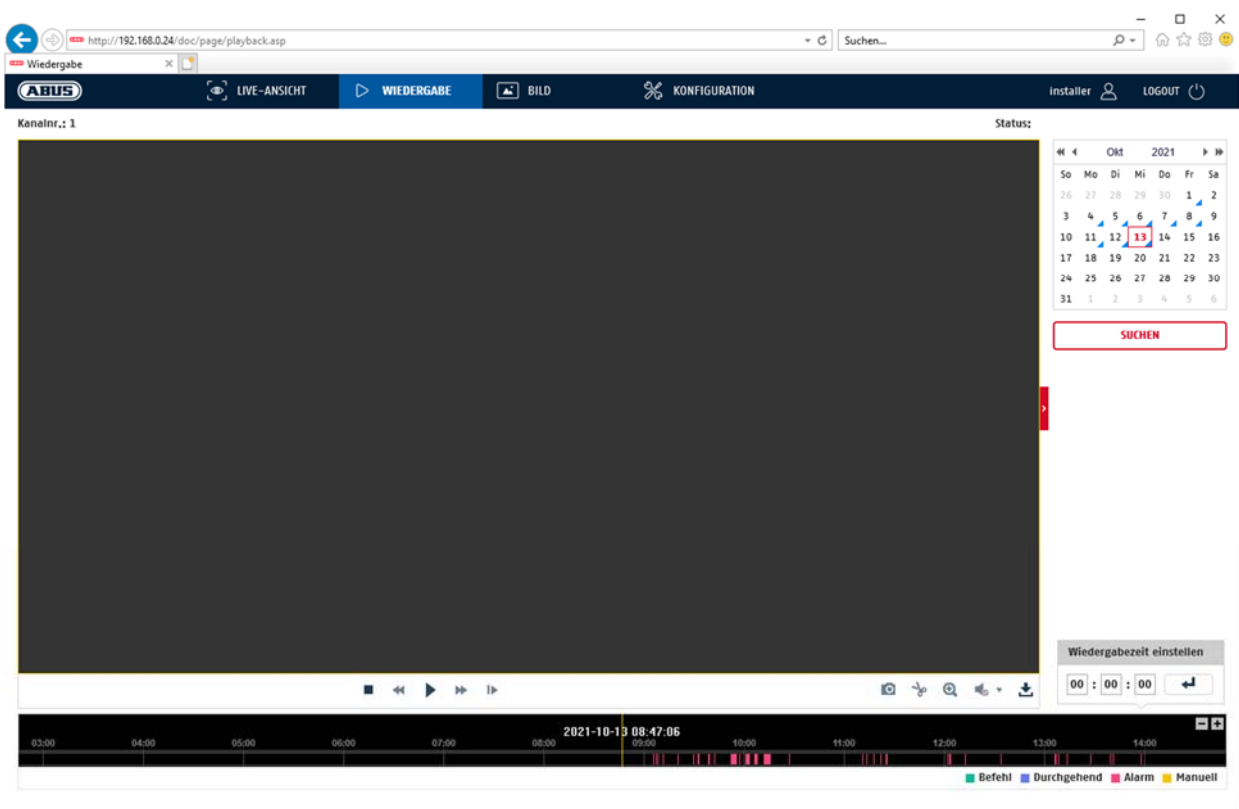 http://192.168.0.24/doc/page/playback.asp Suchen...
Wiedergabe
ABUS LIVE-ANSICHT WIEDERGABE BILD KONFIGURATION installer LOGOUT
Kanalnr.: 1 Status:
Okt 2021
So Mo Di Mi Do Fr Sa
26 27 28 29 30 1 2
3 4 5 6 7 8 9
10 11 12 13 14 15 16
17 18 19 20 21 22 23
24 25 26 27 28 29 30
31 1 2 3 4 5 6
SUCHEN
Wiedergabezeit einstellen
00 : 00 : 00
2021-10-13 08:47:06
03:00 04:00 05:00 06:00 07:00 08:00 09:00 10:00 11:00 12:00 13:00 14:00
Befehl Durchgehend Alarm Manuell